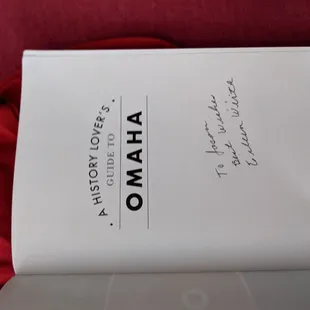 • A HISTORY LOVER'S •
GUIDE TO
OMAHA
To Jason
Best Wishes
Eileen Wirth